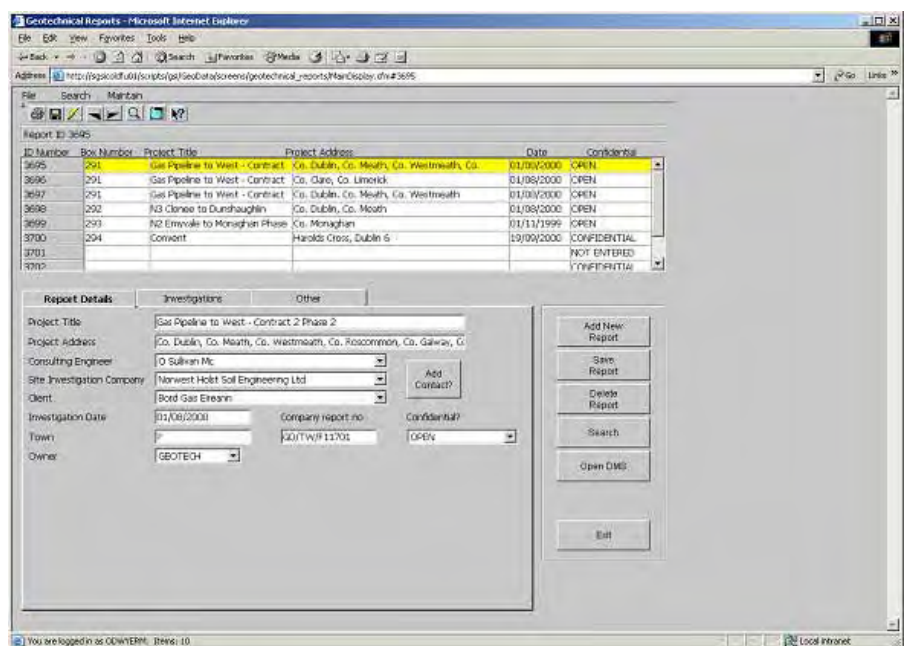 Geotechnical Reports - Microsoft Internet Explorer
File Edit View Favorites Tools Help
Back Search Favorites Media
Address http://gsicoldfu01/scripts/gsi/GeoData/screens/geotechnical_reports/MainDisplay.cfm#3695 Go Links »
File Search Maintain
Report ID 3695
ID Number Box Number Project Title Project Address Date Confidential
3695 291 Gas Pipeline to West - Contract Co. Dublin, Co. Meath, Co. Westmeath, Co. 01/08/2000 OPEN
3696 291 Gas Pipeline to West - Contract Co. Clare, Co. Limerick 01/08/2000 OPEN
3697 291 Gas Pipeline to West - Contract Co. Dublin, Co. Meath, Co. Westmeath 01/08/2000 OPEN
3698 292 N3 Clonee to Dunshaughlin Co. Dublin, Co. Meath 01/08/2000 OPEN
3699 293 N2 Emyvale to Monaghan Phase Co. Monaghan 01/11/1999 OPEN
3700 294 Convent Harolds Cross, Dublin 6 19/09/2000 CONFIDENTIAL
3701 NOT ENTERED
3702 CONFIDENTIAL
Report Details Investigations Other
Project Title Gas Pipeline to West - Contract 2 Phase 2
Project Address Co. Dublin, Co. Meath, Co. Westmeath, Co. Roscommon, Co. Galway, Co
Consulting Engineer O Sullivan Mc
Site Investigation Company Norwest Holst Soil Engineering Ltd
Client Bord Gas Eireann
Add Contact?
Investigation Date 01/08/2000 Company report no Confidential?
Town ? GO/TW/F11701 OPEN
Owner GEOTECH
Add New Report
Save Report
Delete Report
Search
Open DMS
Exit
You are logged in as ODWYERM. Items: 10 Local intranet